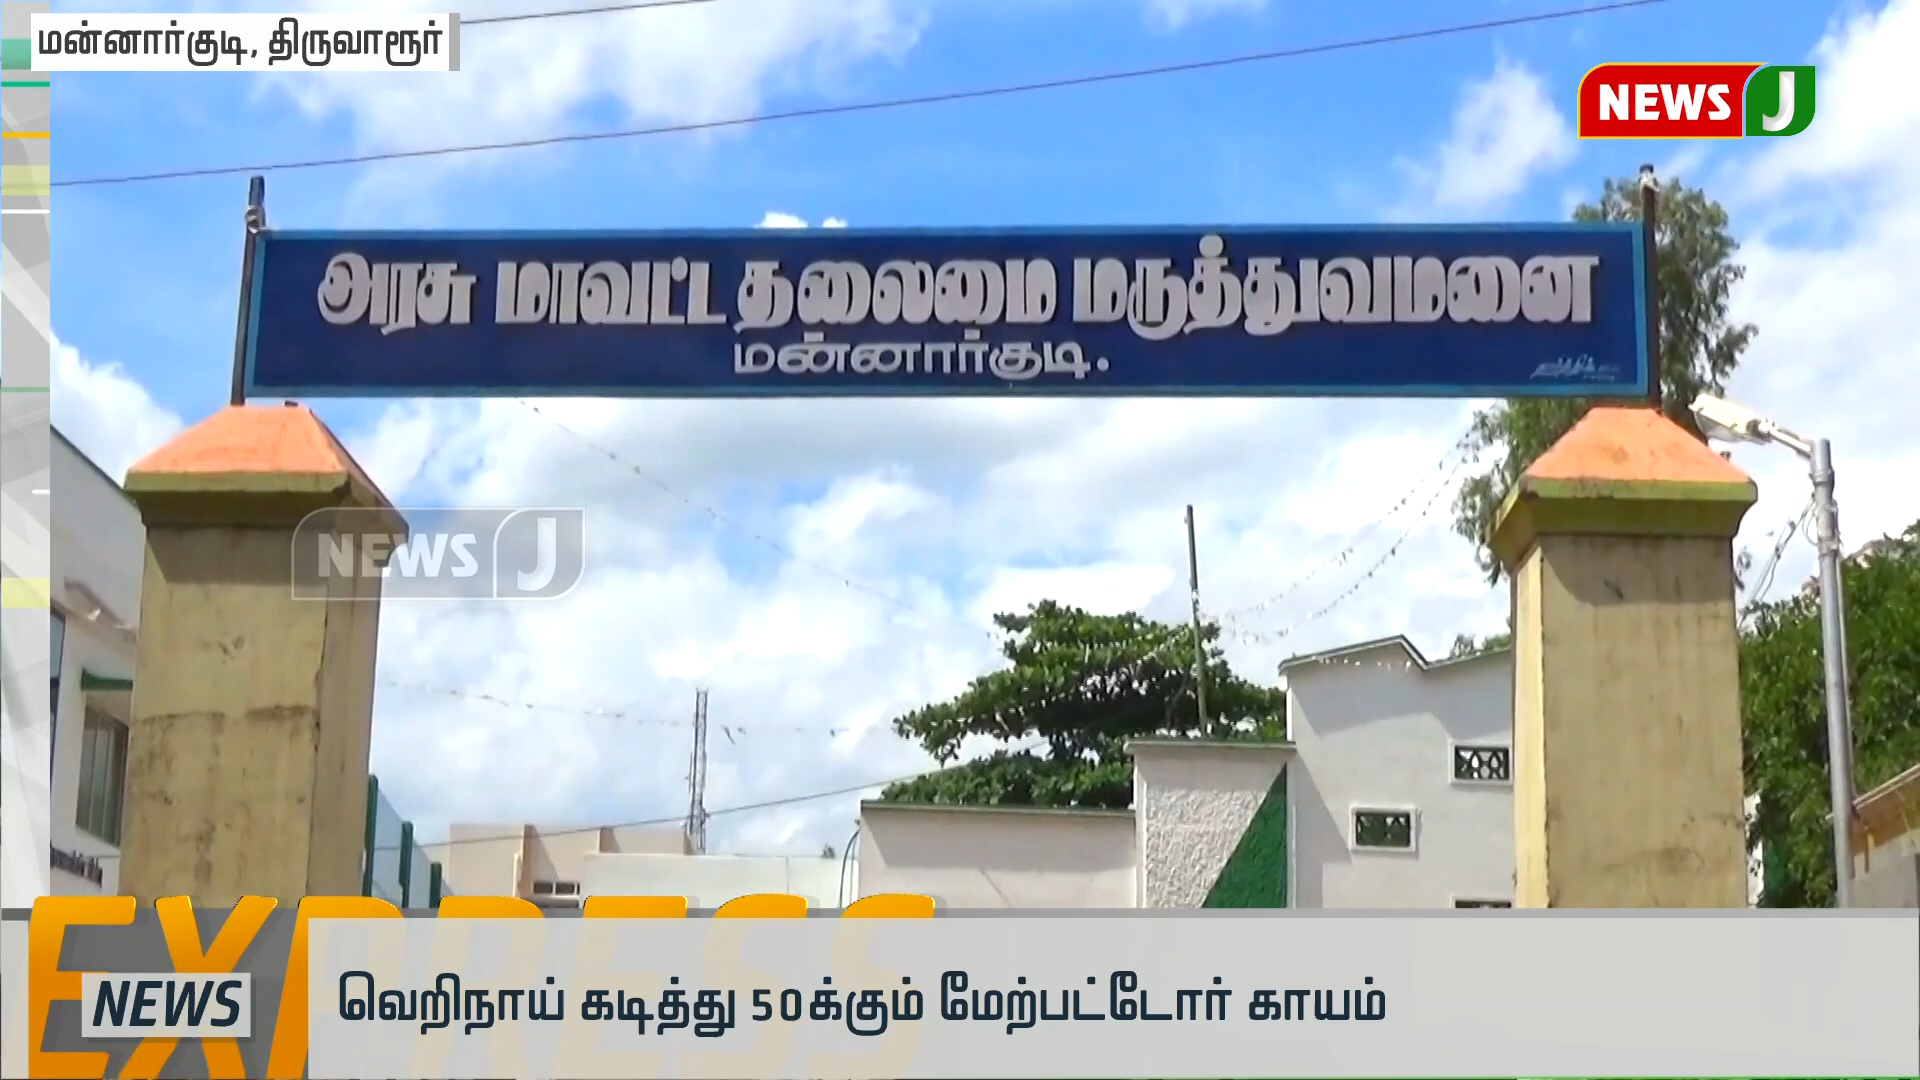 மன்னார்குடி, திருவாரூர்
NEWS J
அரசு மாவட்ட தலைமை மருத்துவமனை
மன்னார்குடி.
NEWS J
EXPRESS
NEWS
வெறிநாய் கடித்து 50க்கும் மேற்பட்டோர் காயம்